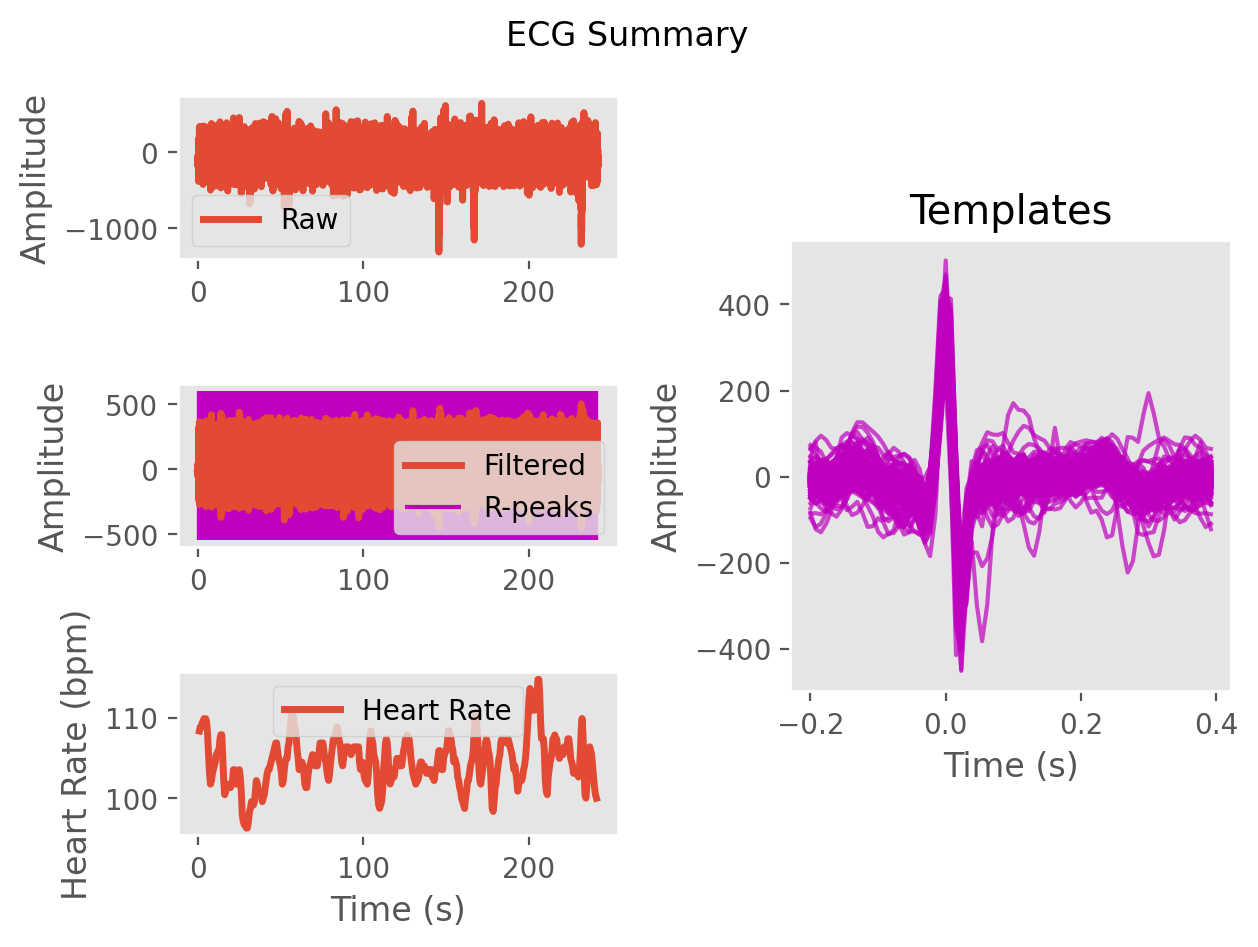 ECG Summary
Amplitude
0
−1000
Raw
0 100 200
Amplitude
500
0
−500
Filtered
R-peaks
0 100 200
Heart Rate (bpm)
110
100
Heart Rate
0 100 200
Time (s)
Templates
Amplitude
400
200
0
−200
−400
−0.2 0.0 0.2 0.4
Time (s)